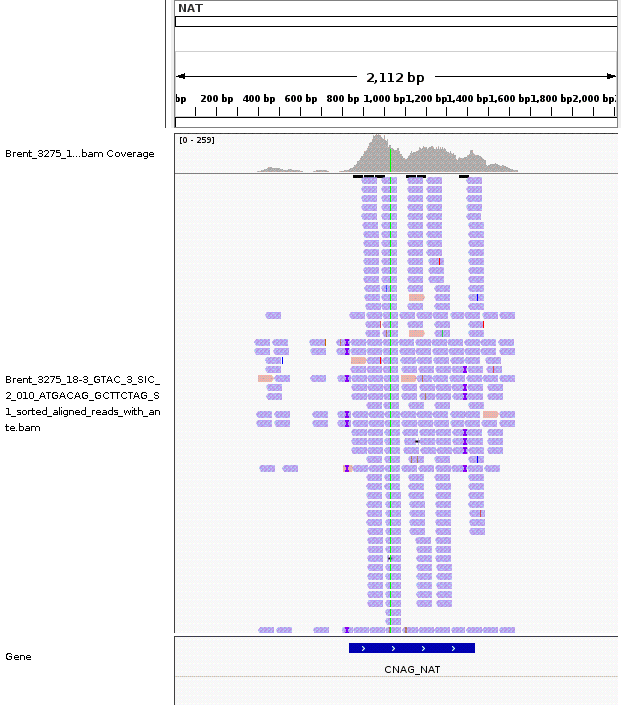 NAT
2,112 bp
bp 200 bp 400 bp 600 bp 800 bp 1,000 bp 1,200 bp 1,400 bp 1,600 bp 1,800 bp 2,000 bp
[0 - 259]
Brent_3275_1...bam Coverage
Brent_3275_18-3_GTAC_3_SIC_
2_010_ATGACAG_GCTTCTAG_S
1_sorted_aligned_reads_with_an
te.bam
Gene
CNAG_NAT